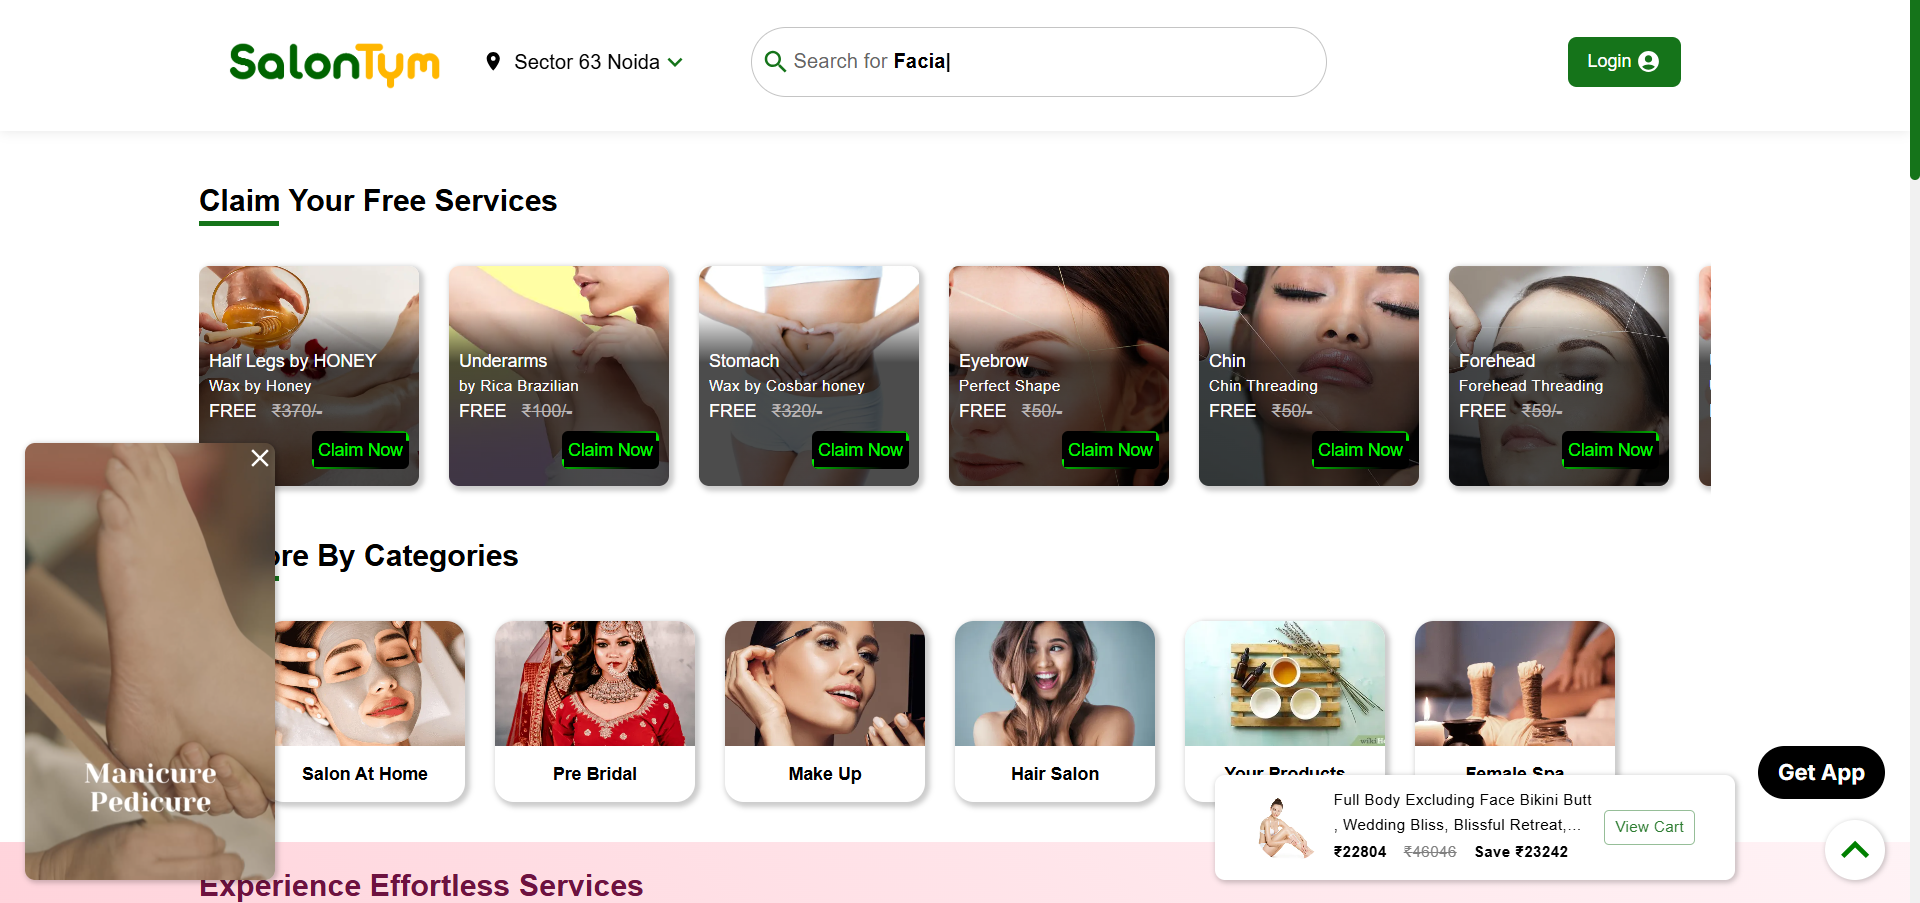 SalonTym
Sector 63 Noida
Search for Facia|
Login
Claim Your Free Services
Half Legs by HONEY
Wax by Honey
FREE ₹370/-
Claim Now
Underarms
by Rica Brazilian
FREE ₹100/-
Claim Now
Stomach
Wax by Cosbar honey
FREE ₹320/-
Claim Now
Eyebrow
Perfect Shape
FREE ₹50/-
Claim Now
Chin
Chin Threading
FREE ₹50/-
Claim Now
Forehead
Forehead Threading
FREE ₹59/-
Claim Now
ore By Categories
Manicure
Pedicure
Salon At Home
Pre Bridal
Make Up
Hair Salon
Your Products
Female Spa
Get App
Full Body Excluding Face Bikini Butt
, Wedding Bliss, Blissful Retreat,...
₹22804 ₹46046 Save ₹23242
View Cart
Experience Effortless Services